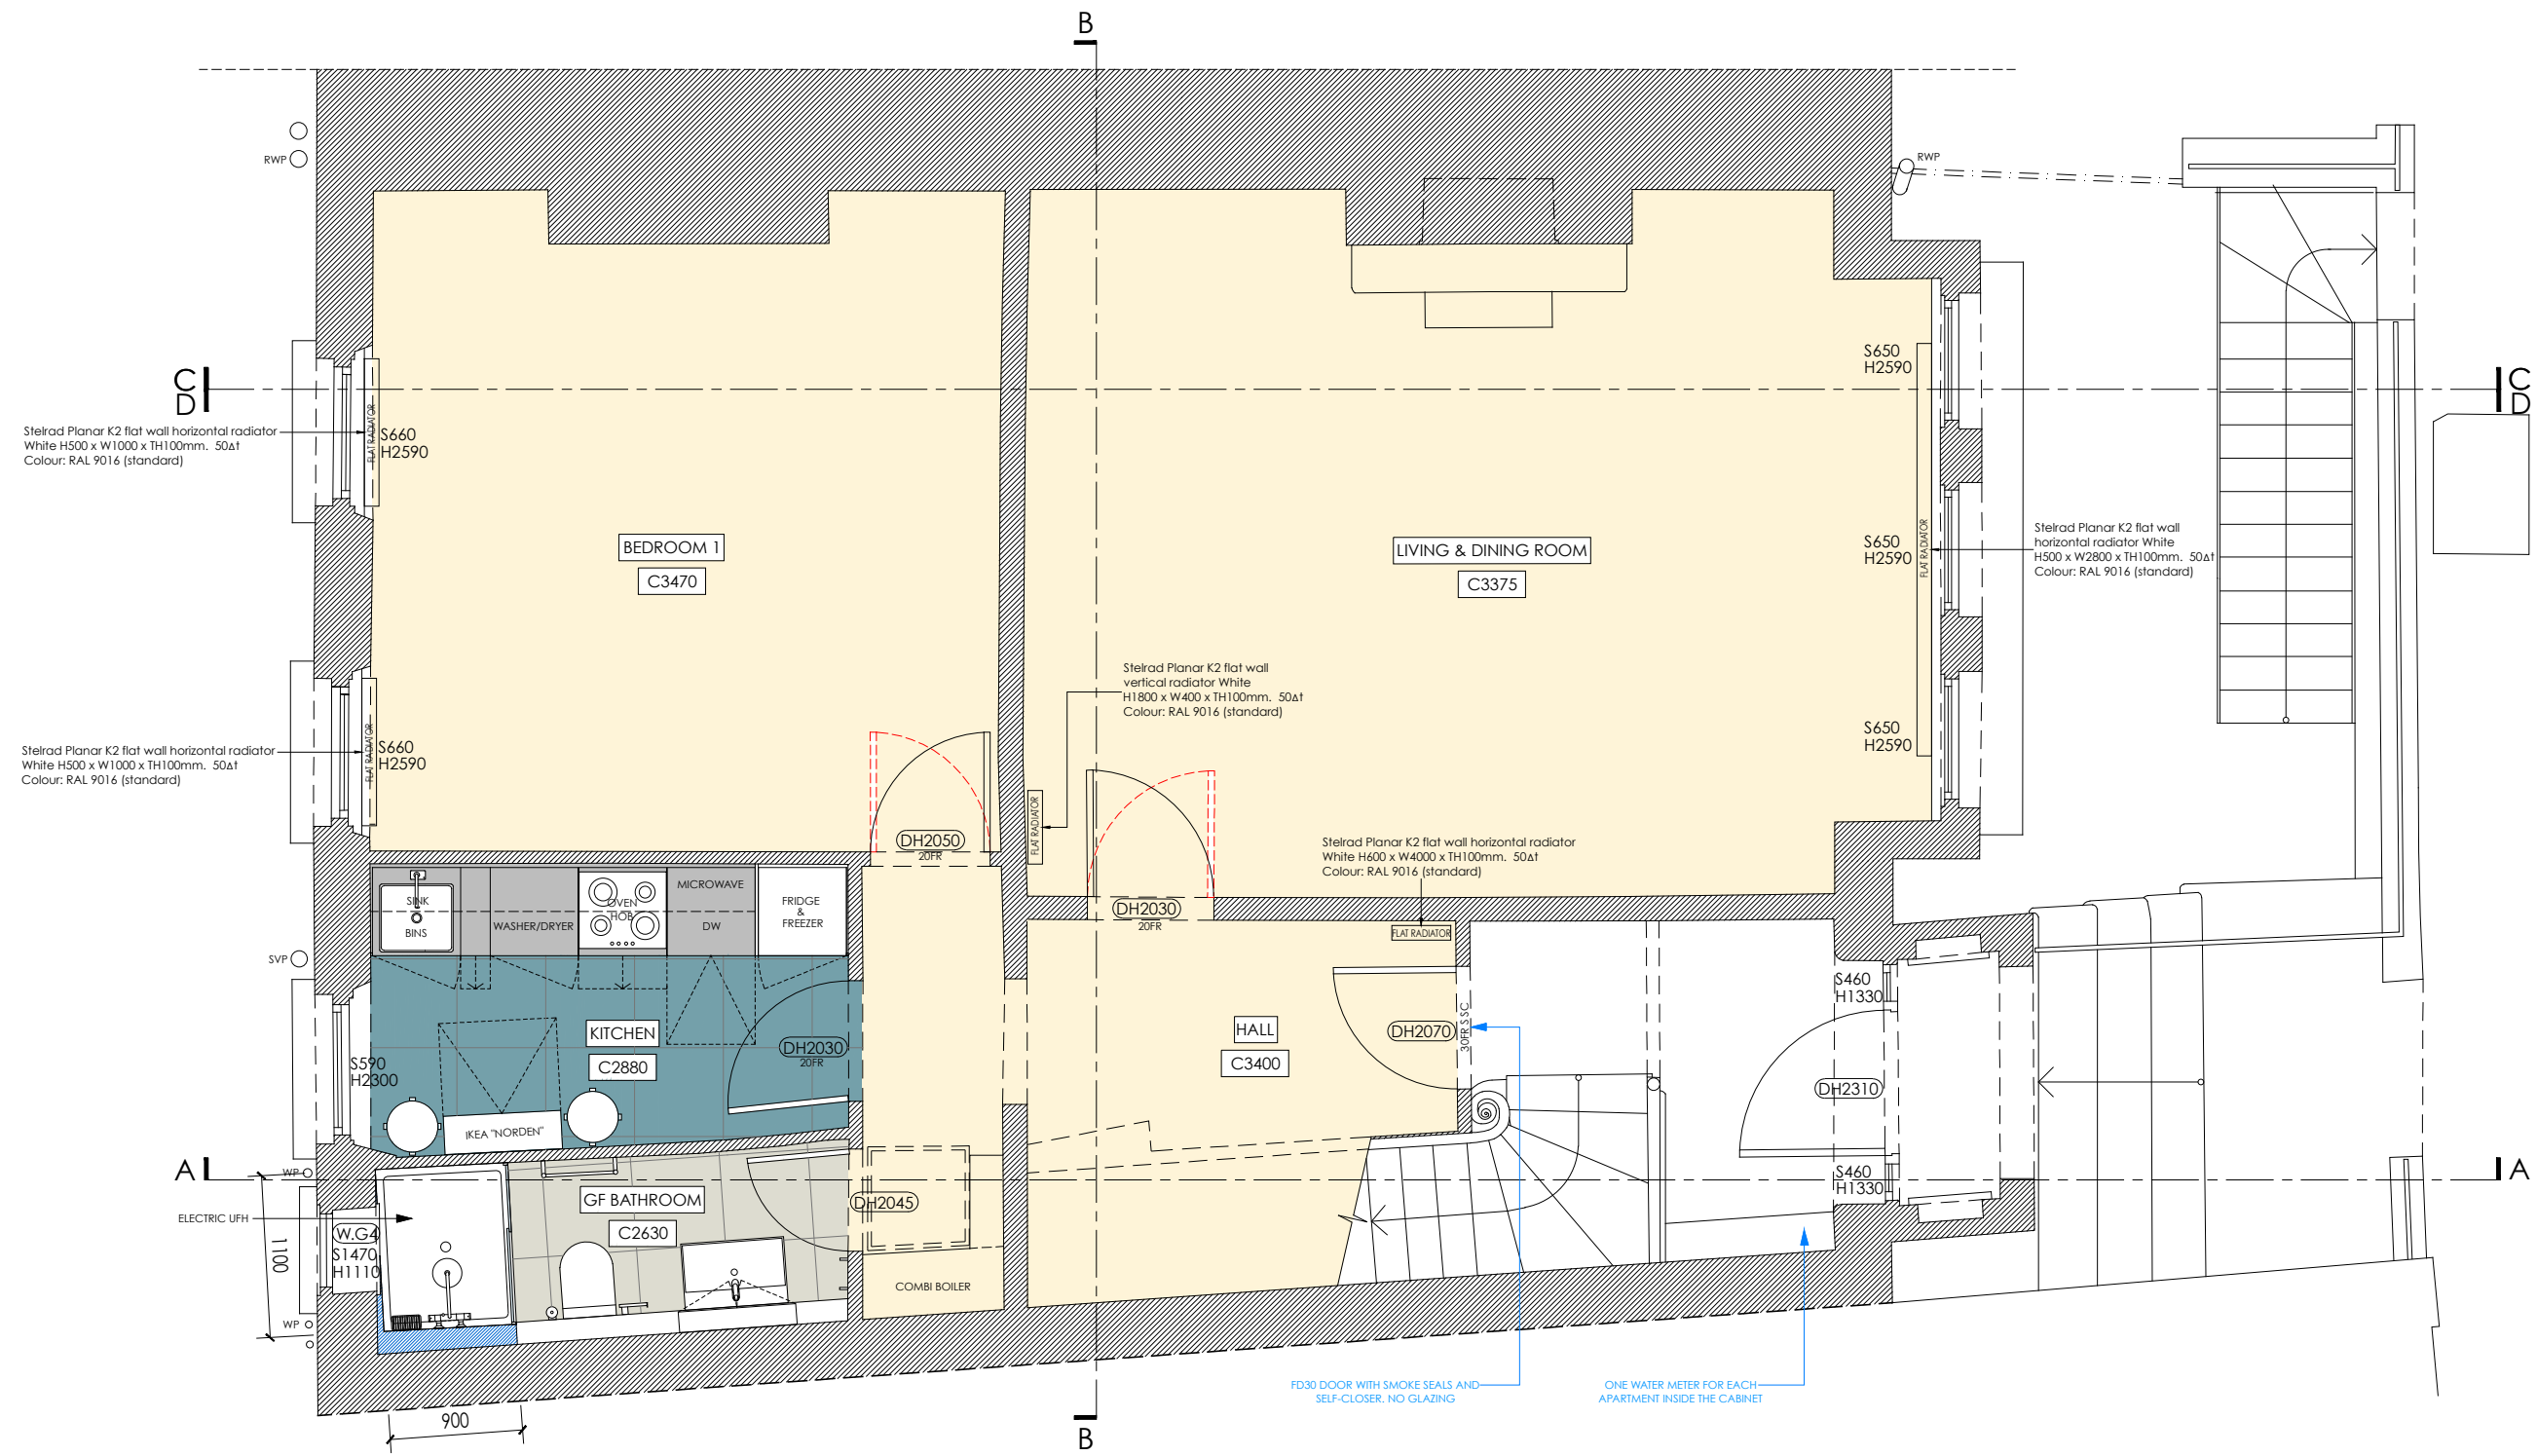 B
RWP
RWP
C
D
C
D
S650
H2590
Stelrad Planar K2 flat wall horizontal radiator
White H500 x W1000 x TH100mm.  50Δt
Colour: RAL 9016 (standard)
FLAT RADIATOR
S660
H2590
BEDROOM 1
C3470
LIVING & DINING ROOM
C3375
S650
H2590
FLAT RADIATOR
Stelrad Planar K2 flat wall
horizontal radiator White
H500 x W2800 x TH100mm.  50Δt
Colour: RAL 9016 (standard)
Stelrad Planar K2 flat wall
vertical radiator White
H1800 x W400 x TH100mm.  50Δt
Colour: RAL 9016 (standard)
Stelrad Planar K2 flat wall horizontal radiator
White H500 x W1000 x TH100mm.  50Δt
Colour: RAL 9016 (standard)
FLAT RADIATOR
S660
H2590
S650
H2590
FLAT RADIATOR
DH2050
20FR
Stelrad Planar K2 flat wall horizontal radiator
White H600 x W4000 x TH100mm.  50Δt
Colour: RAL 9016 (standard)
SINK
BINS
WASHER/DRYER
OVEN
HOB
MICROWAVE
DW
FRIDGE
&
FREEZER
DH2030
20FR
FLAT RADIATOR
SVP
KITCHEN
C2880
DH2030
20FR
S590
H2300
IKEA "NORDEN"
HALL
C3400
DH2070
30FR S SC
S460
H1330
DH2310
S460
H1330
A
A
WP
ELECTRIC UFH
1100
W.G4
S1470
H1110
GF BATHROOM
C2630
DH2045
COMBI BOILER
WP
900
FD30 DOOR WITH SMOKE SEALS AND
SELF-CLOSER. NO GLAZING
ONE WATER METER FOR EACH
APARTMENT INSIDE THE CABINET
B